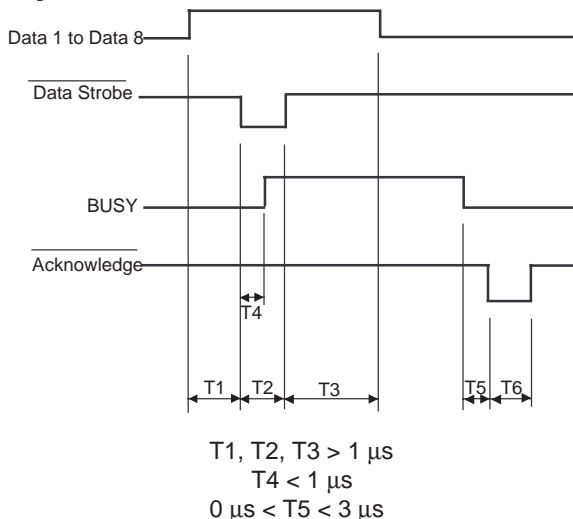 Data 1 to Data 8
Data Strobe
BUSY
Acknowledge
T4
T1 T2 T3 T5 T6
T1, T2, T3 > 1 μs
T4 < 1 μs
0 μs < T5 < 3 μs